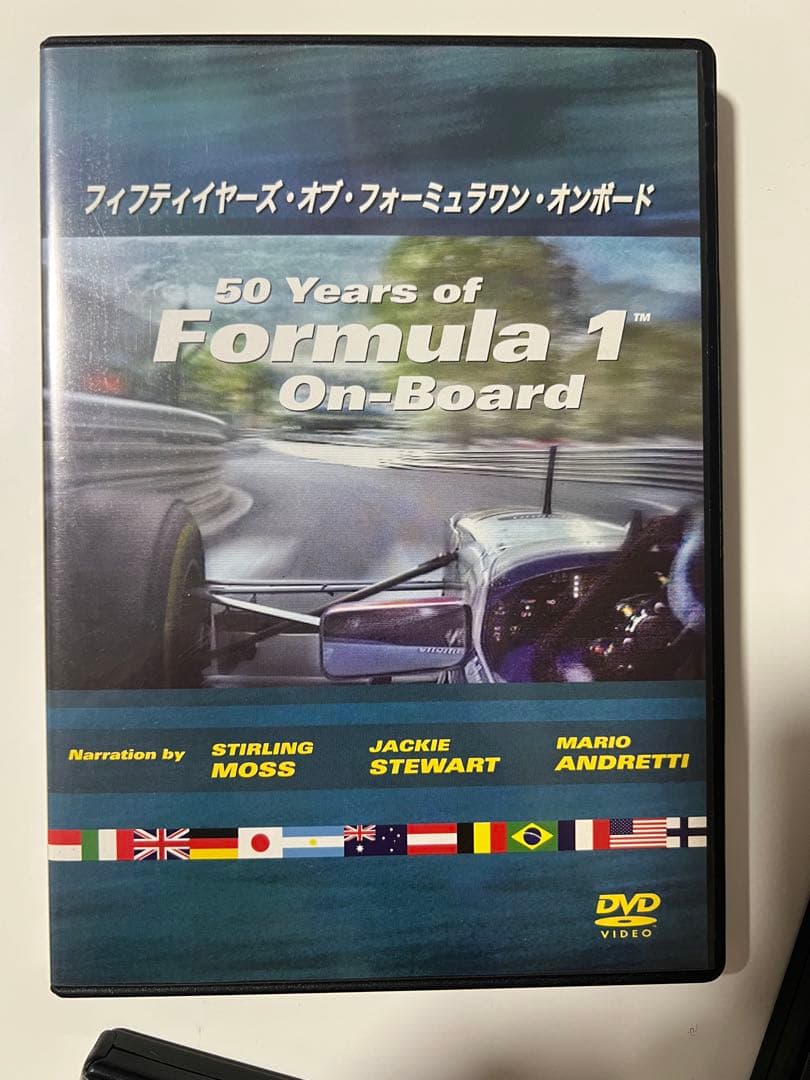 フィフティイヤーズ・オブ・フォーミュラワン・オンボード
50 Years of
Formula 1™
On-Board
Narration by STIRLING MOSS JACKIE STEWART MARIO ANDRETTI
DVD
VIDEO